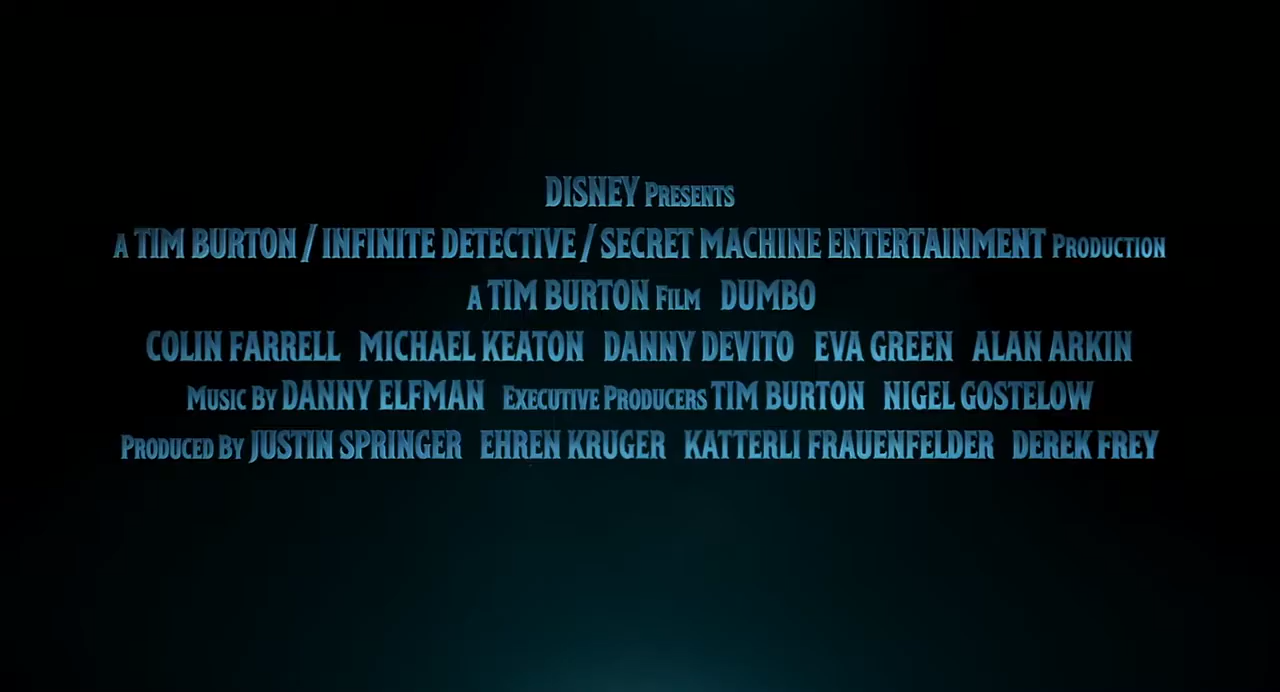 DISNEY PRESENTS
A TIM BURTON / INFINITE DETECTIVE / SECRET MACHINE ENTERTAINMENT PRODUCTION
A TIM BURTON FILM DUMBO
COLIN FARRELL MICHAEL KEATON DANNY DEVITO EVA GREEN ALAN ARKIN
MUSIC BY DANNY ELFMAN EXECUTIVE PRODUCERS TIM BURTON NIGEL GOSTELOW
PRODUCED BY JUSTIN SPRINGER EHREN KRUGER KATTERLI FRAUENFELDER DEREK FREY